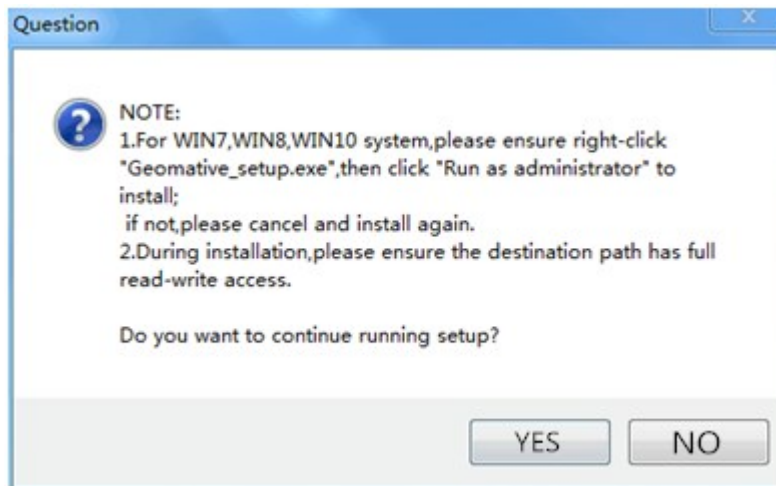 Question
NOTE:
1.For WIN7,WIN8,WIN10 system,please ensure right-click
"Geomative_setup.exe",then click "Run as administrator" to
install;
if not,please cancel and install again.
2.During installation,please ensure the destination path has full
read-write access.
Do you want to continue running setup?
YES
NO